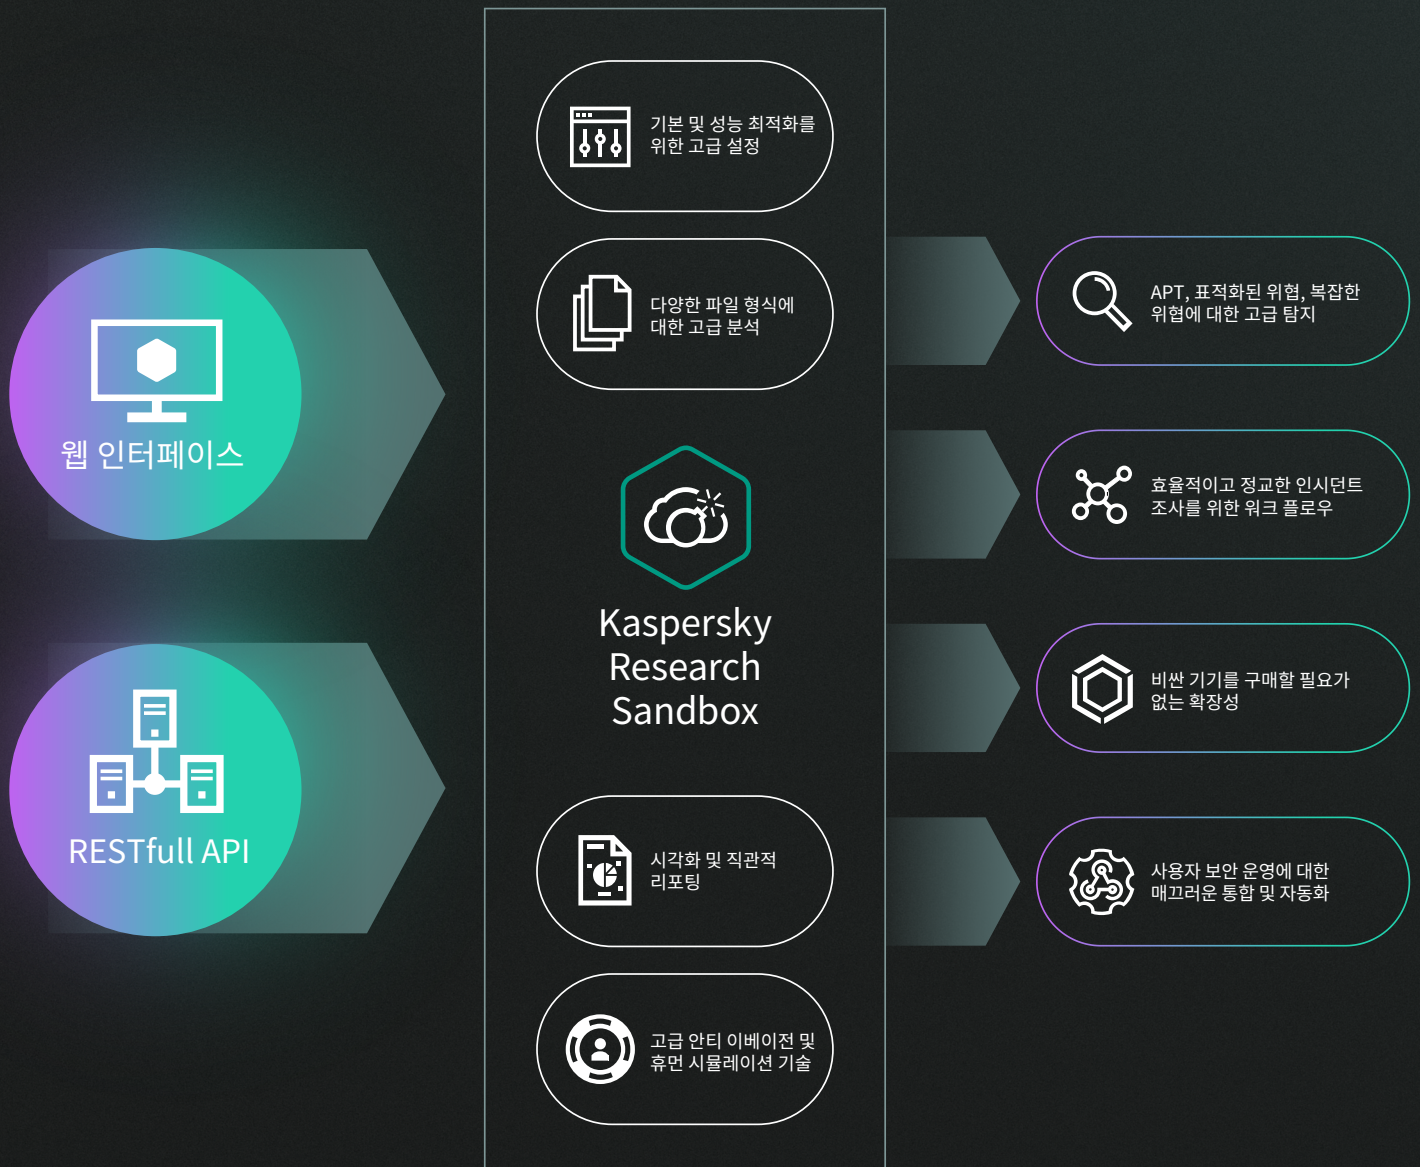 웹 인터페이스
RESTfull API
기본 및 성능 최적화를
위한 고급 설정
다양한 파일 형식에
대한 고급 분석
Kaspersky
Research
Sandbox
시각화 및 직관적
리포팅
고급 안티 이베이전 및
휴먼 시뮬레이션 기술
APT, 표적화된 위협, 복잡한
위협에 대한 고급 탐지
효율적이고 정교한 인시던트
조사를 위한 워크 플로우
비싼 기기를 구매할 필요가
없는 확장성
사용자 보안 운영에 대한
매끄러운 통합 및 자동화